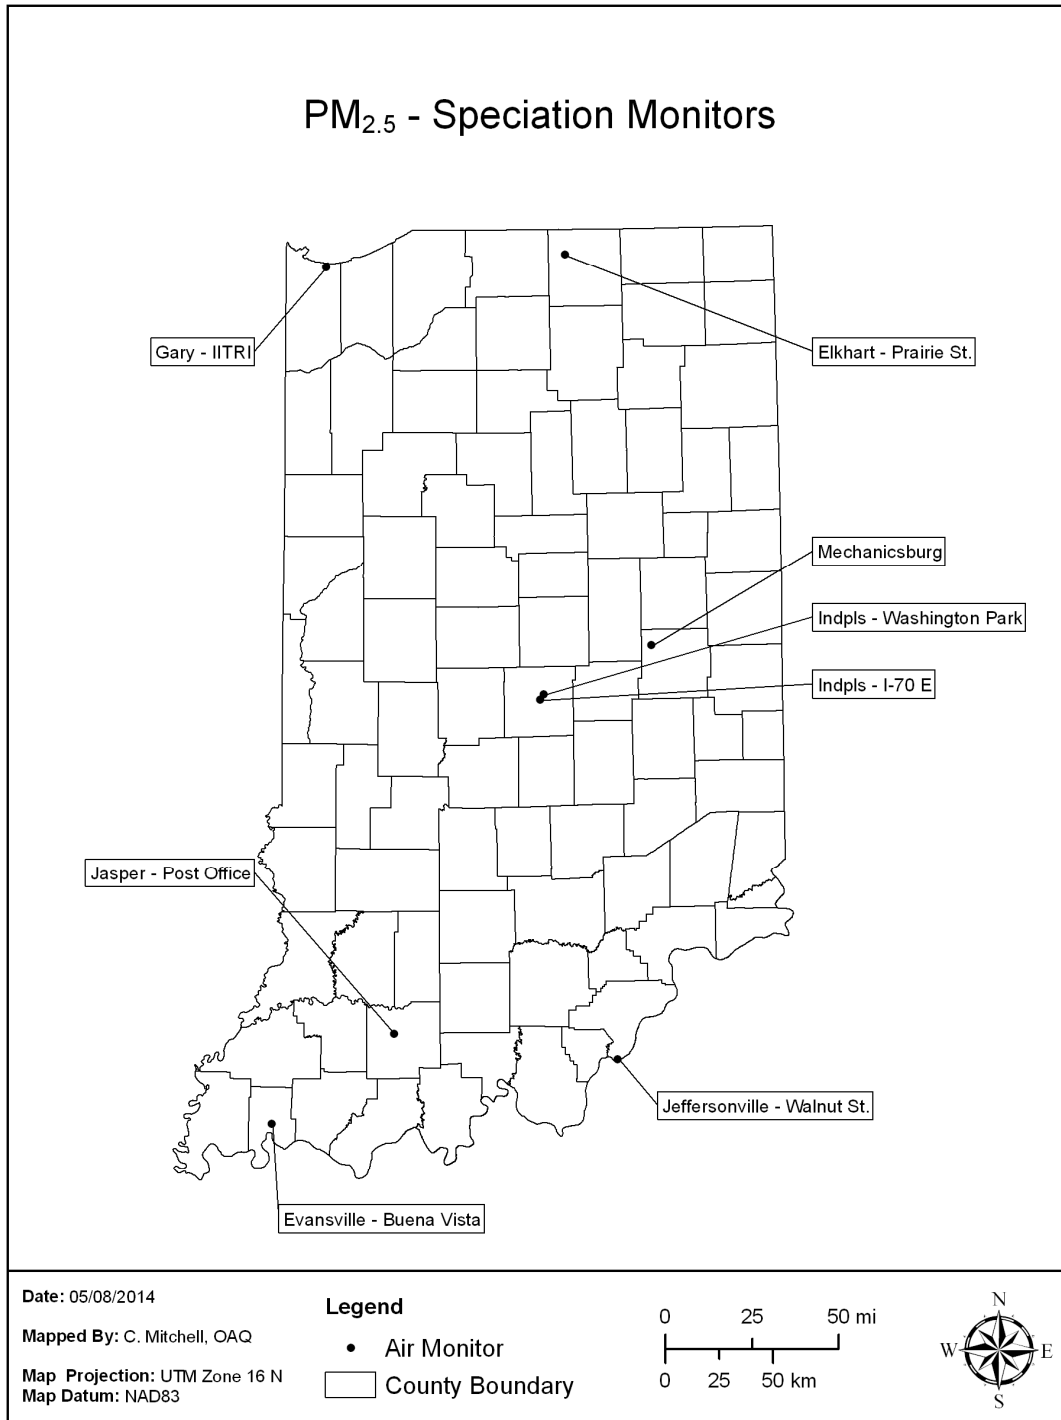 PM2.5 - Speciation Monitors
Gary - IITRI
Elkhart - Prairie St.
Mechanicsburg
Indpls - Washington Park
Indpls - I-70 E
Jasper - Post Office
Jeffersonville - Walnut St.
Evansville - Buena Vista
Date: 05/08/2014
Mapped By: C. Mitchell, OAQ
Map Projection: UTM Zone 16 N
Map Datum: NAD83
Legend
Air Monitor
County Boundary
0 25 50 mi
0 25 50 km
N
W E
S